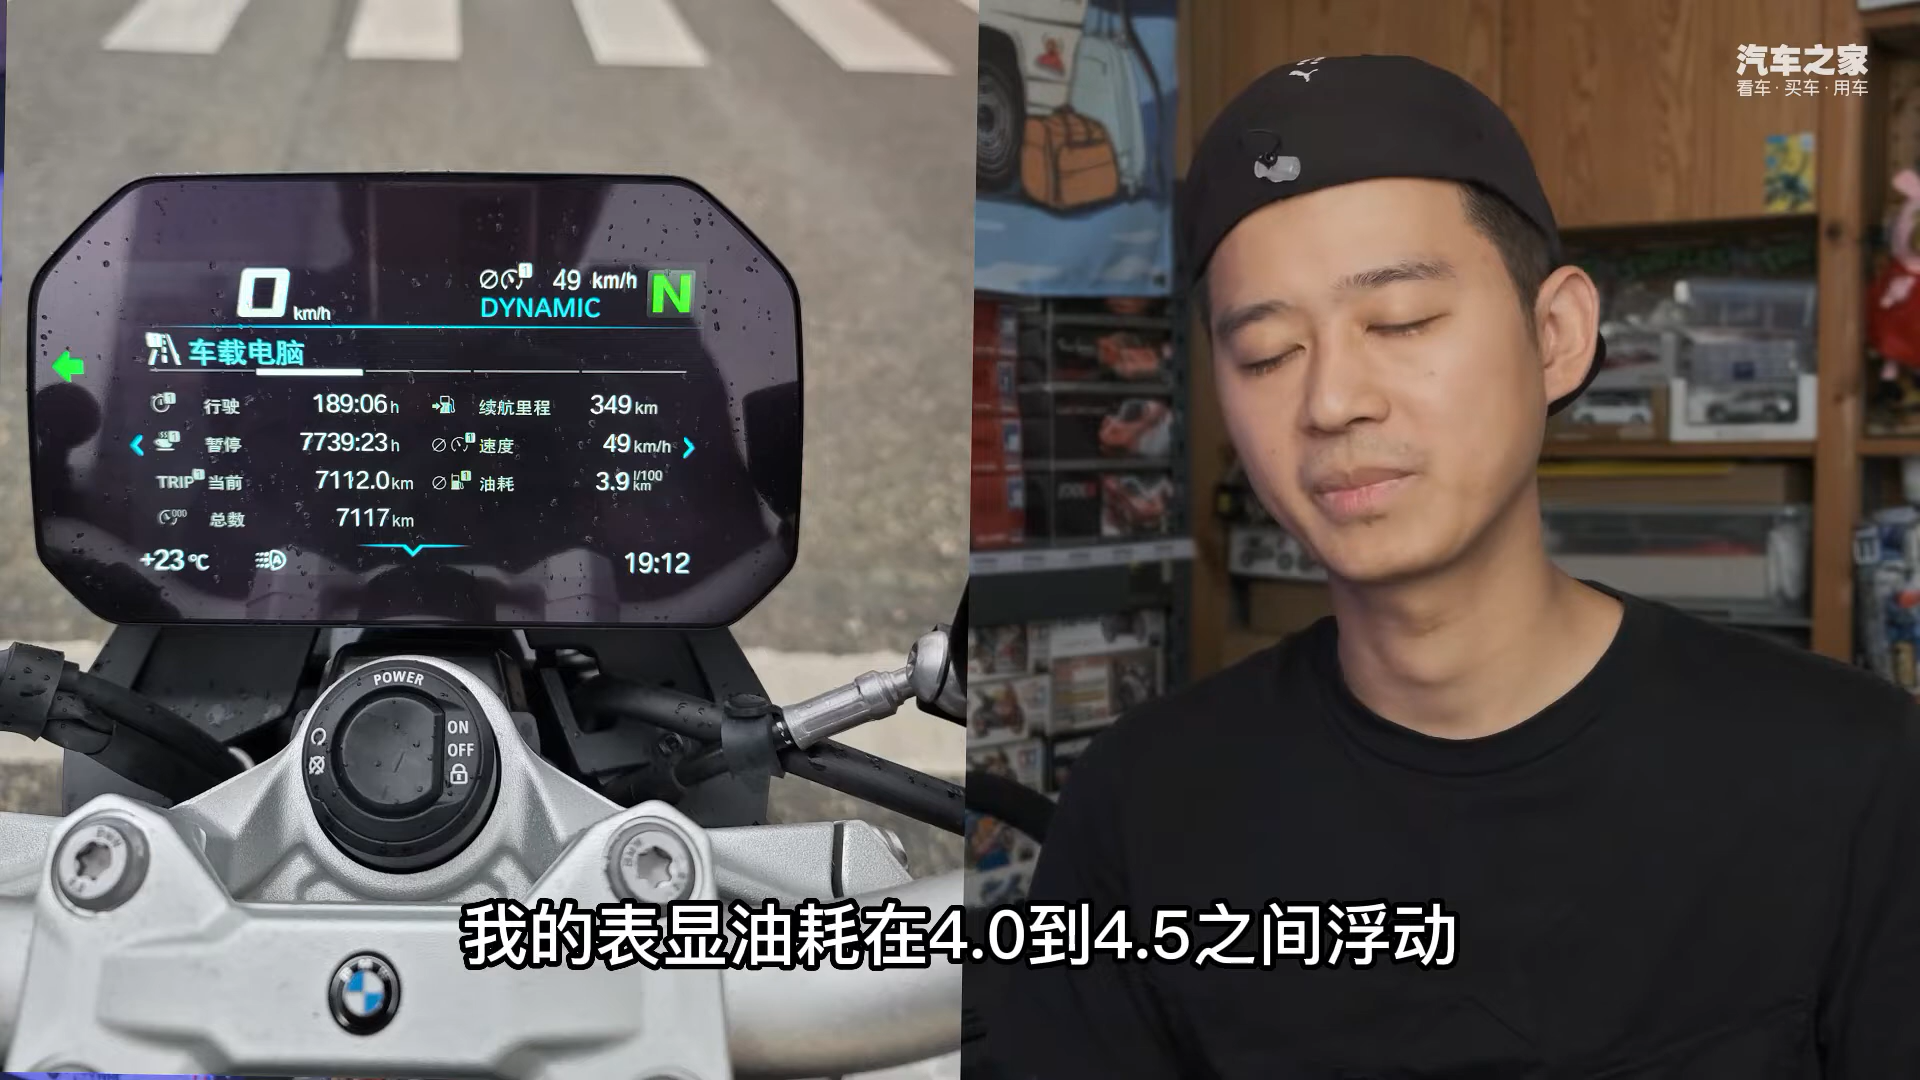 汽车之家
看车·买车·用车
0 km/h
1 49 km/h
DYNAMIC
N
车载电脑
行驶 189:06 h 续航里程 349 km
暂停 7739:23 h 速度 49 km/h
TRIP 1 当前 7112.0 km 油耗 3.9 l/100 km
000 总数 7117 km
+23 °C 19:12
POWER
ON
OFF
我的表显油耗在4.0到4.5之间浮动